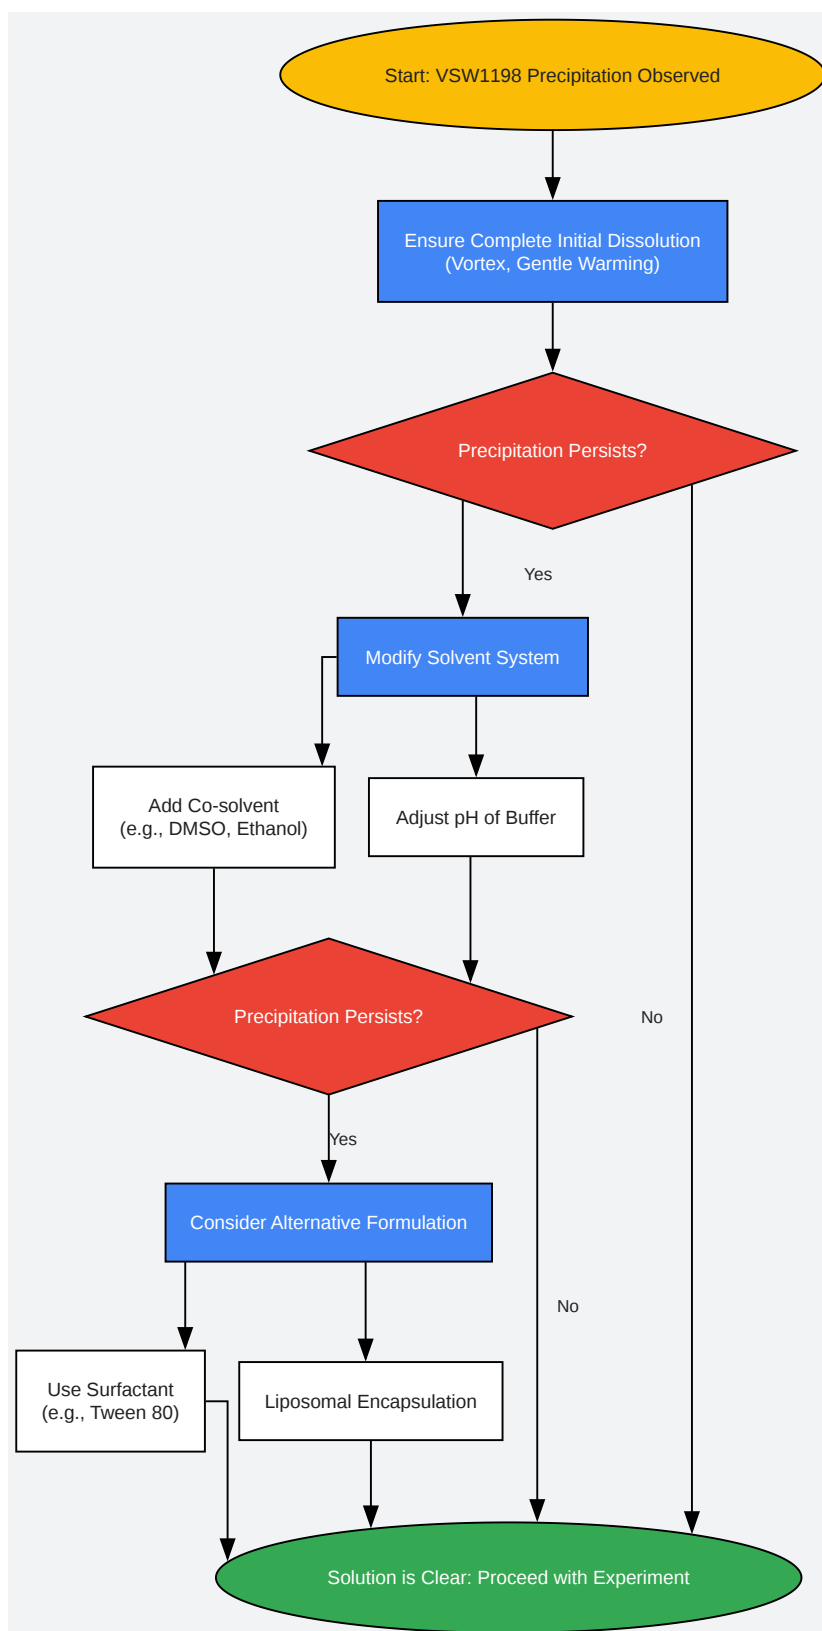 Start: VSW1198 Precipitation Observed
Ensure Complete Initial Dissolution
(Vortex, Gentle Warming)
Precipitation Persists?
Yes
Modify Solvent System
Add Co-solvent
(e.g., DMSO, Ethanol)
Adjust pH of Buffer
Precipitation Persists?
No
Yes
Consider Alternative Formulation
No
Use Surfactant
(e.g., Tween 80)
Liposomal Encapsulation
Solution is Clear: Proceed with Experiment